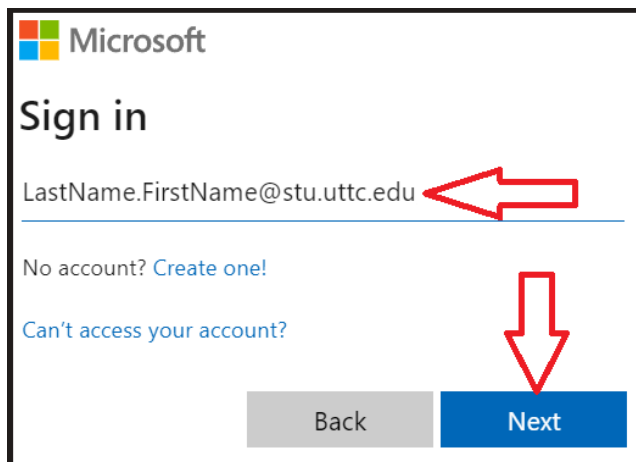 Microsoft
Sign in
LastName.FirstName@stu.uttc.edu
No account? Create one!
Can't access your account?
Back Next